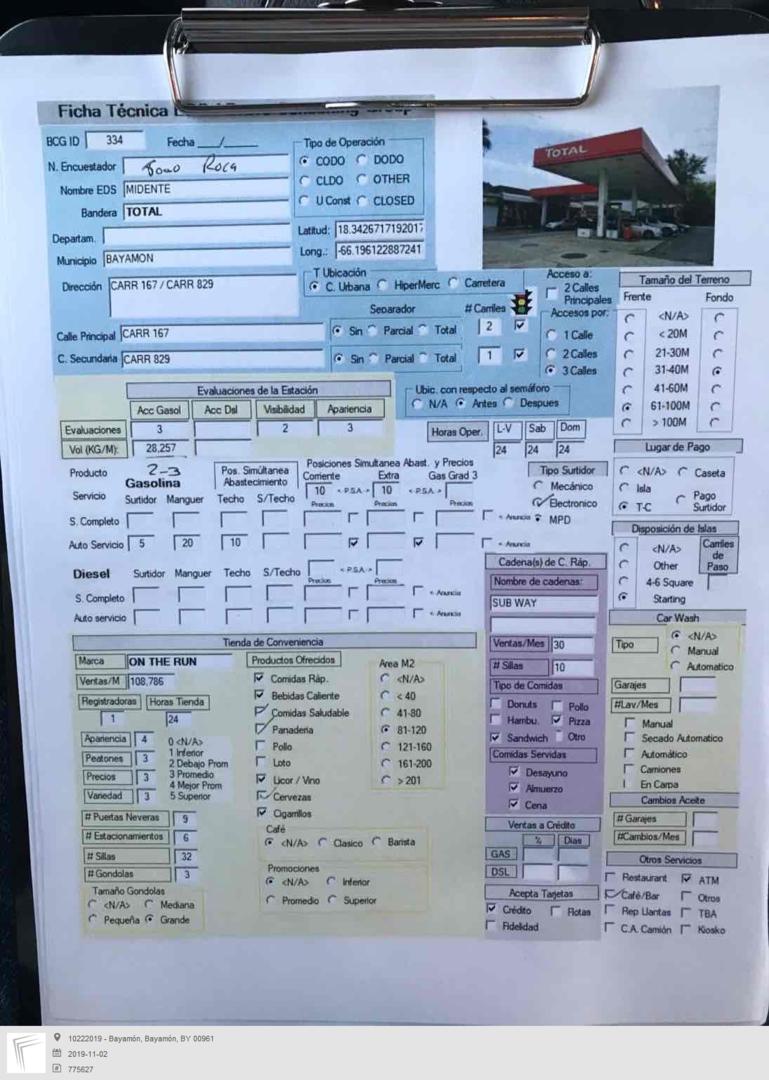 Ficha Técnica
BCG ID 334 Fecha __/____
N. Encuestador Roca
Nombre EDS MIDENTE
Bandera TOTAL
Departam.
Municipio BAYAMON
Dirección CARR 167 / CARR 829
Calle Principal CARR 167
C. Secundaria CARR 829
Tipo de Operación
CODO DODO
CLDO OTHER
U Const CLOSED
Latitud: 18.3426717192017
Long.: -66.196122887241
TOTAL
T Ubicación
C. Urbana HiperMerc Carretera
Separador # Carriles
Sin Parcial Total 2
Sin Parcial Total 1
Acceso a:
2 Calles
Principales
Accesos por:
1 Calle
2 Calles
3 Calles
Ubic. con respecto al semáforo
N/A Antes Despues
Tamaño del Terreno
Frente Fondo
<N/A>
< 20M
21-30M
31-40M
41-60M
61-100M
> 100M
Evaluaciones de la Estación
Acc Gasol Acc Dsl Visibilidad Apariencia
Evaluaciones 3 2 3
Vol (KG/M): 28,257
Horas Oper. L-V Sab Dom
24 24 24
Lugar de Pago
<N/A> Caseta
Isla
Pago
Surtidor
T-C
2-3
Producto Gasolina
Pos. Simúltanea
Abastecimiento
Posiciones Simultanea Abast. y Precios
Corriente Extra Gas Grad 3
10 < P.S.A. > 10 < P.S.A. >
Servicio Surtidor Manguer Techo S/Techo Precios Precios Precios
S. Completo < Anuncia
Auto Servicio 5 20 10 < Anuncia
Tipo Surtidor
Mecánico
Electronico
MPD
Disposición de Islas
<N/A>
Other
4-6 Square
Starting
Carriles
de
Paso
Diesel Surtidor Manguer Techo S/Techo < P.S.A. >
Precios Precios
S. Completo < Anuncia
Auto servicio < Anuncia
Cadena(s) de C. Ráp.
Nombre de cadenas:
SUB WAY
Ventas/Mes 30
# Sillas 10
Tipo de Comidas
Donuts Pollo
Hambu. Pizza
Sandwich Otro
Comidas Servidas
Desayuno
Almuerzo
Cena
Ventas a Crédito
% Dias
GAS
DSL
Acepta Tarjetas
Crédito Flotas
Fidelidad
Car Wash
Tipo <N/A>
Manual
Automatico
Garajes
#Lav/Mes
Manual
Secado Automatico
Automático
Camiones
En Carpa
Cambios Aceite
# Garajes
#Cambios/Mes
Otros Servicios
Restaurant ATM
Café/Bar Otros
Rep Llantas TBA
C.A. Camión Kiosko
Tienda de Conveniencia
Marca ON THE RUN
Ventas/M 108,786
Registradoras Horas Tienda
1 24
Apariencia 4
Peatones 3
Precios 3
Variedad 3
0 <N/A>
1 Inferior
2 Debajo Prom
3 Promedio
4 Mejor Prom
5 Superior
# Puertas Neveras 9
# Estacionamientos 6
# Sillas 32
# Gondolas 3
Tamaño Gondolas
<N/A> Mediana
Pequeña Grande
Productos Ofrecidos
Comidas Ráp.
Bebidas Caliente
Comidas Saludable
Panaderia
Pollo
Loto
Licor / Vino
Cervezas
Cigarrillos
Area M2
<N/A>
< 40
41-80
81-120
121-160
161-200
> 201
Café
<N/A> Clasico Barista
Promociones
<N/A> Inferior
Promedio Superior
10222019 - Bayamón, Bayamón, BY 00961
2019-11-02
775627